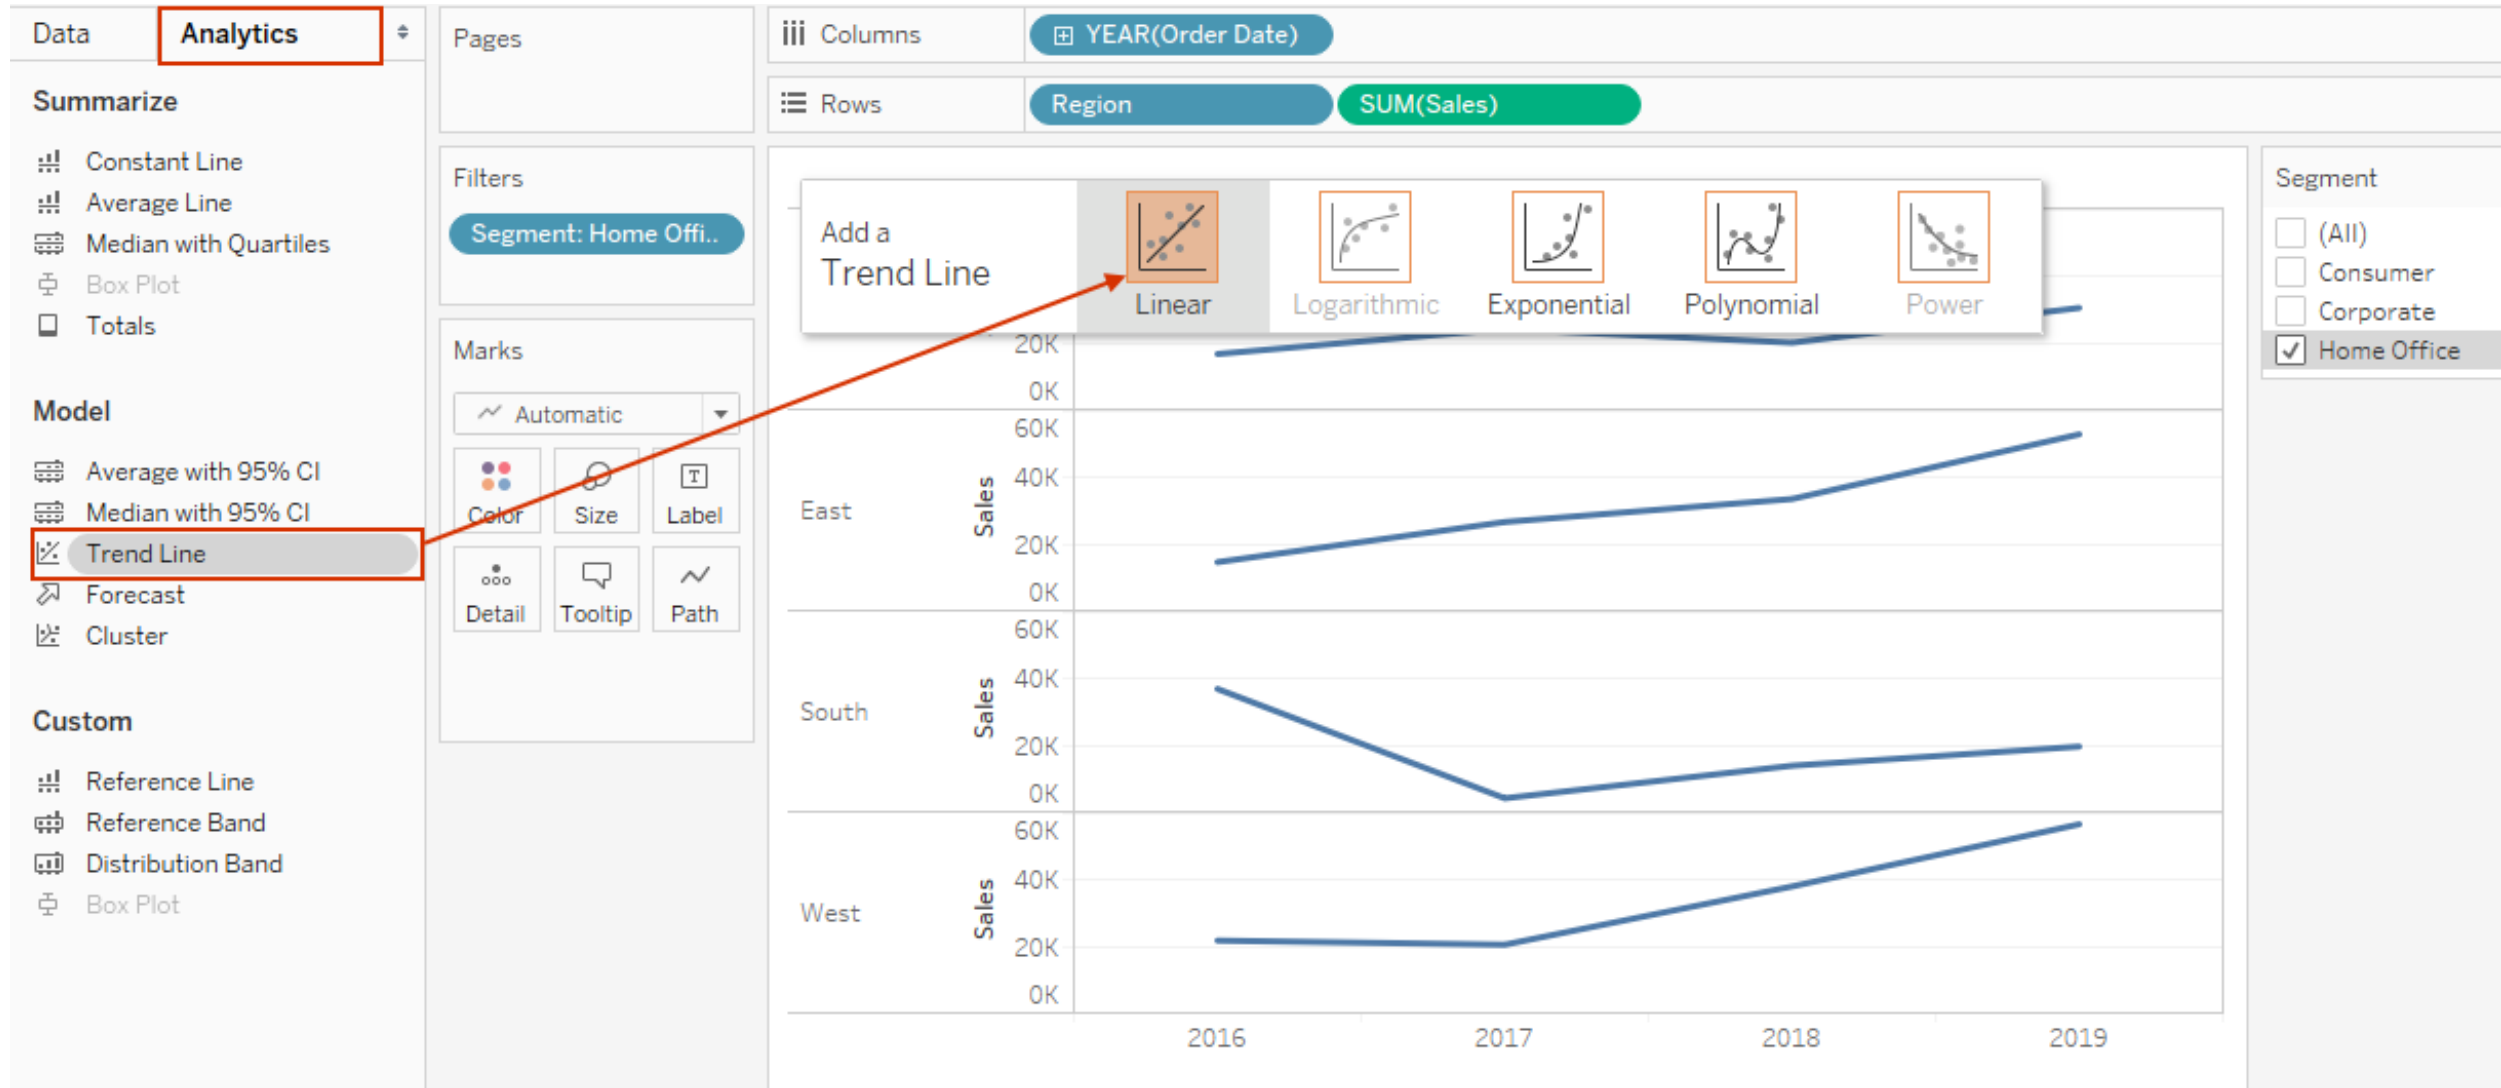 Data
Analytics
Summarize
Constant Line
Average Line
Median with Quartiles
Box Plot
Totals
Model
Average with 95% CI
Median with 95% CI
Trend Line
Forecast
Cluster
Custom
Reference Line
Reference Band
Distribution Band
Box Plot
Pages
Filters
Segment: Home Offi..
Marks
Automatic
Color
Size
T
Label
Detail
Tooltip
Path
Columns
YEAR(Order Date)
Rows
Region
SUM(Sales)
Add a
Trend Line
Linear
Logarithmic
Exponential
Polynomial
Power
20K
0K
East
Sales
60K
40K
20K
0K
South
Sales
60K
40K
20K
0K
West
Sales
60K
40K
20K
0K
2016
2017
2018
2019
Segment
(All)
Consumer
Corporate
Home Office